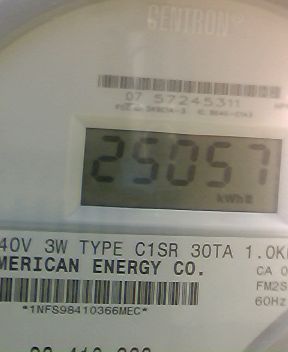 CENTRON®
07 57245311
25057
kWh
40V 3W TYPE C1SR 30TA 1.0K
MERICAN ENERGY CO.
CA 0
FM2S
60Hz
*1NFS98410366MEC*